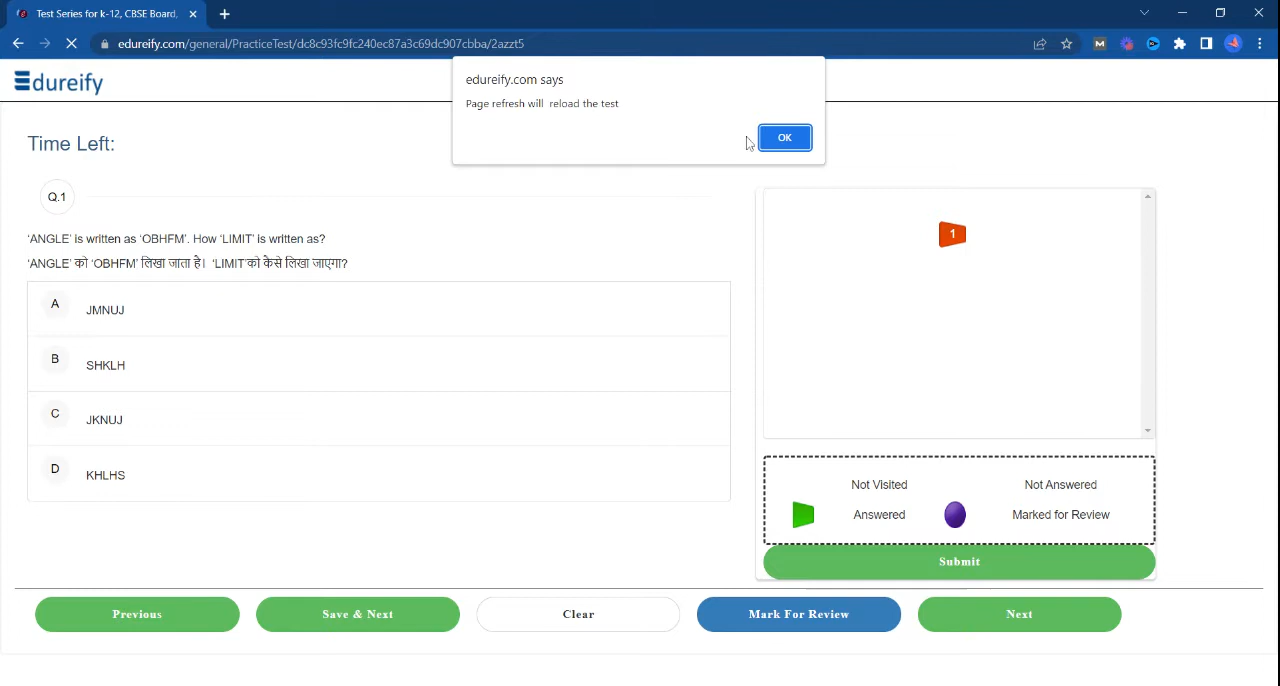 Test Series for k-12, CBSE Board,
edureify.com/general/PracticeTest/dc8c93fc9fc240ec87a3c69dc907cbba/2azzt5
M
edureify.com says
Page refresh will reload the test
OK
Edureify
Time Left:
Q.1
'ANGLE' is written as 'OBHFM'. How 'LIMIT' is written as?
'ANGLE' को 'OBHFM' लिखा जाता है। 'LIMIT'को कैसे लिखा जाएगा?
A
JMNUJ
B
SHKLH
C
JKNUJ
D
KHLHS
1
Not Visited
Not Answered
Answered
Marked for Review
Submit
Previous
Save & Next
Clear
Mark For Review
Next